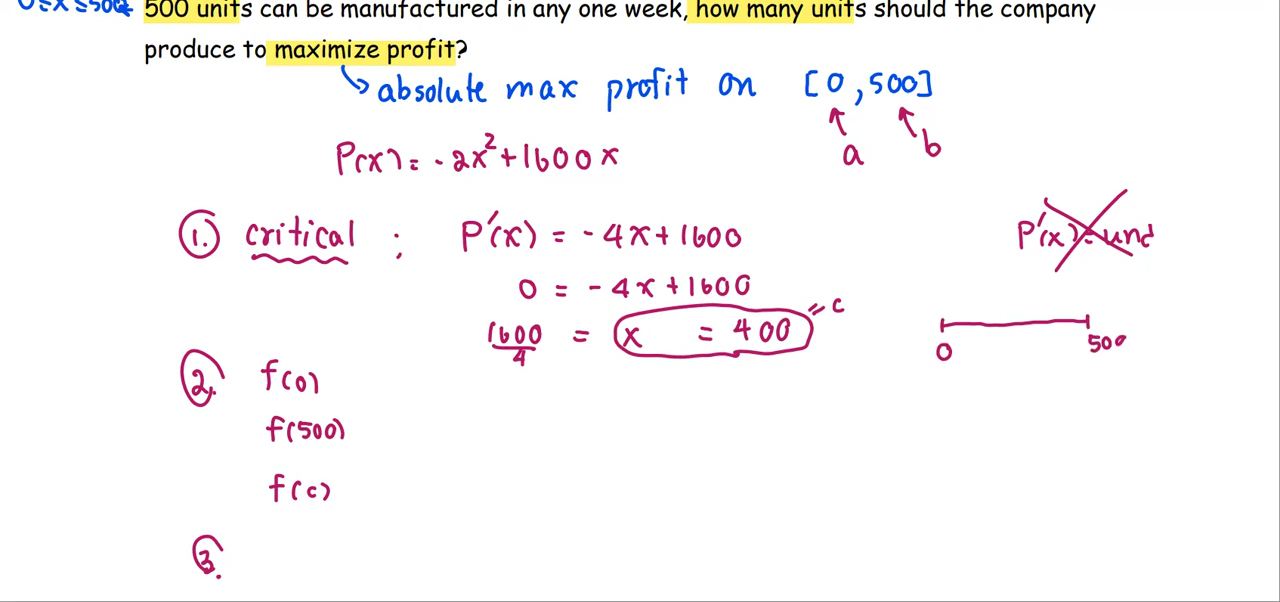 0 ≤ x ≤ 500 500 units can be manufactured in any one week, how many units should the company
produce to maximize profit?
↳ absolute max profit on [0, 500]
a b
P(x) = -2x² + 1600x
1. critical ; P'(x) = -4x + 1600 P'(x) = und
0 = -4x + 1600
1600/4 = x = 400 = c
0 500
2. f(0)
f(500)
f(c)
3.